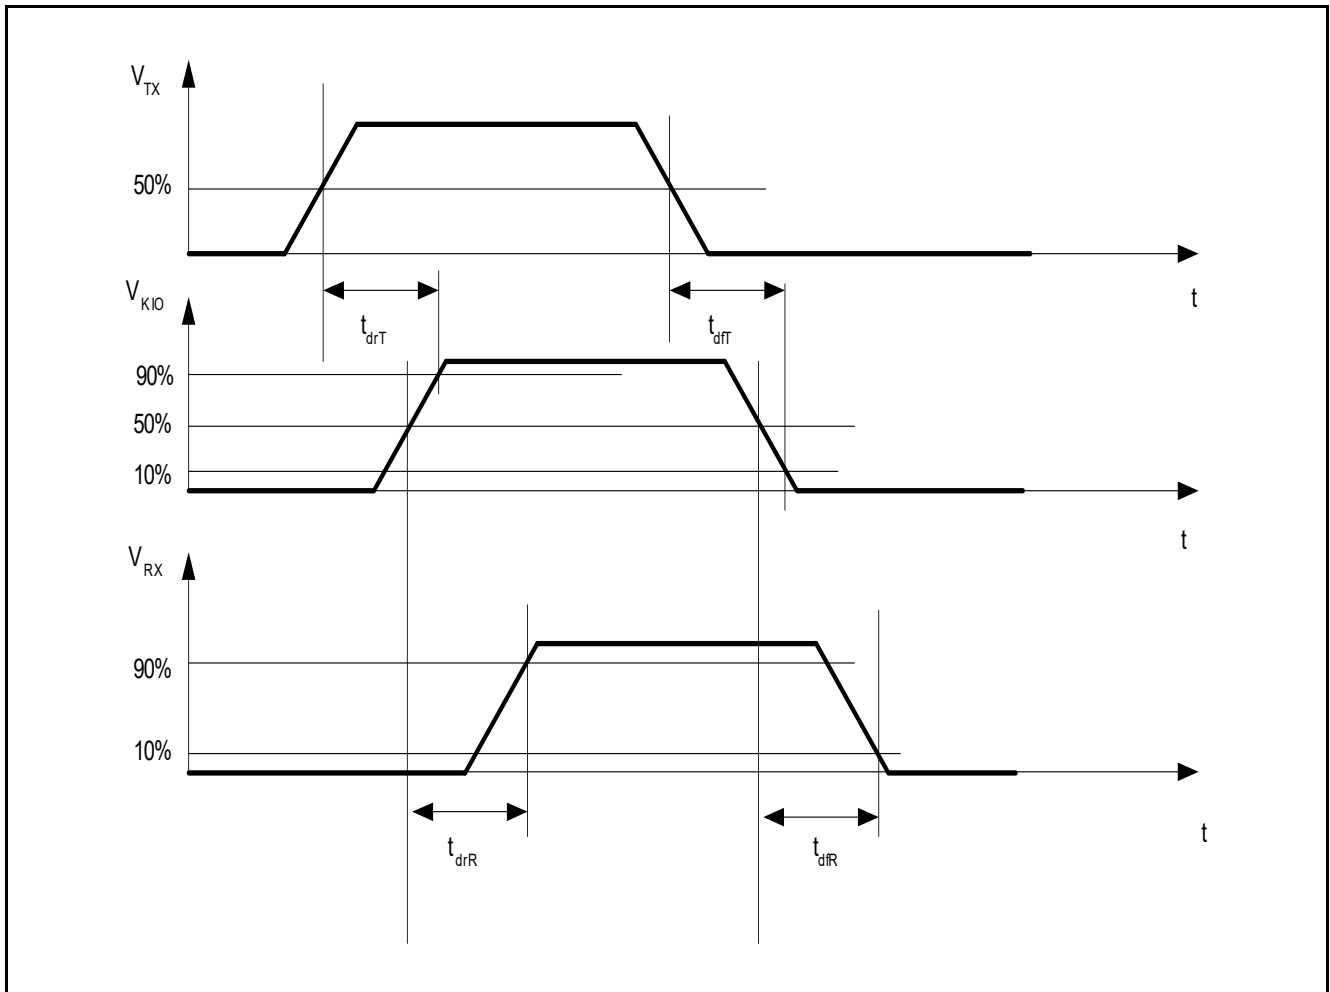 V_TX
50%
t
V_KIO
t_drT
t_dfT
90%
50%
10%
t
V_RX
90%
10%
t
t_drR
t_dfR